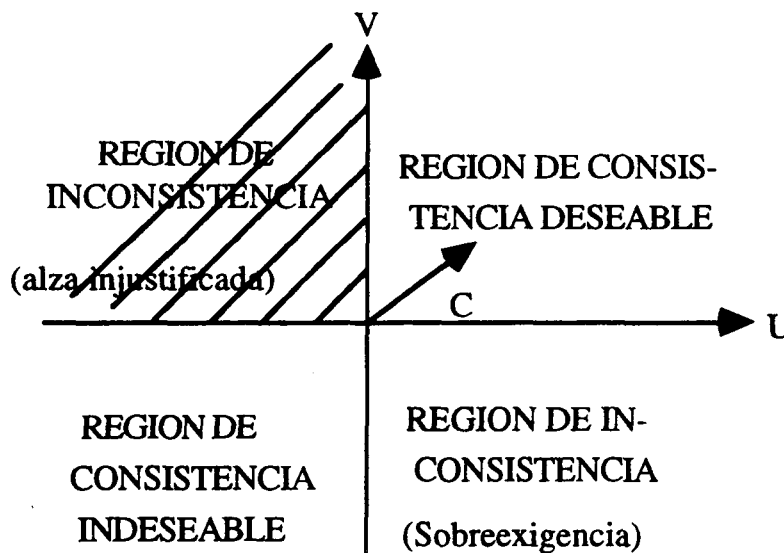 V
REGION DE
INCONSISTENCIA
(alza injustificada)
REGION DE CONSIS-
TENCIA DESEABLE
C
U
REGION DE
CONSISTENCIA
INDESEABLE
REGION DE IN-
CONSISTENCIA
(Sobreexigencia)